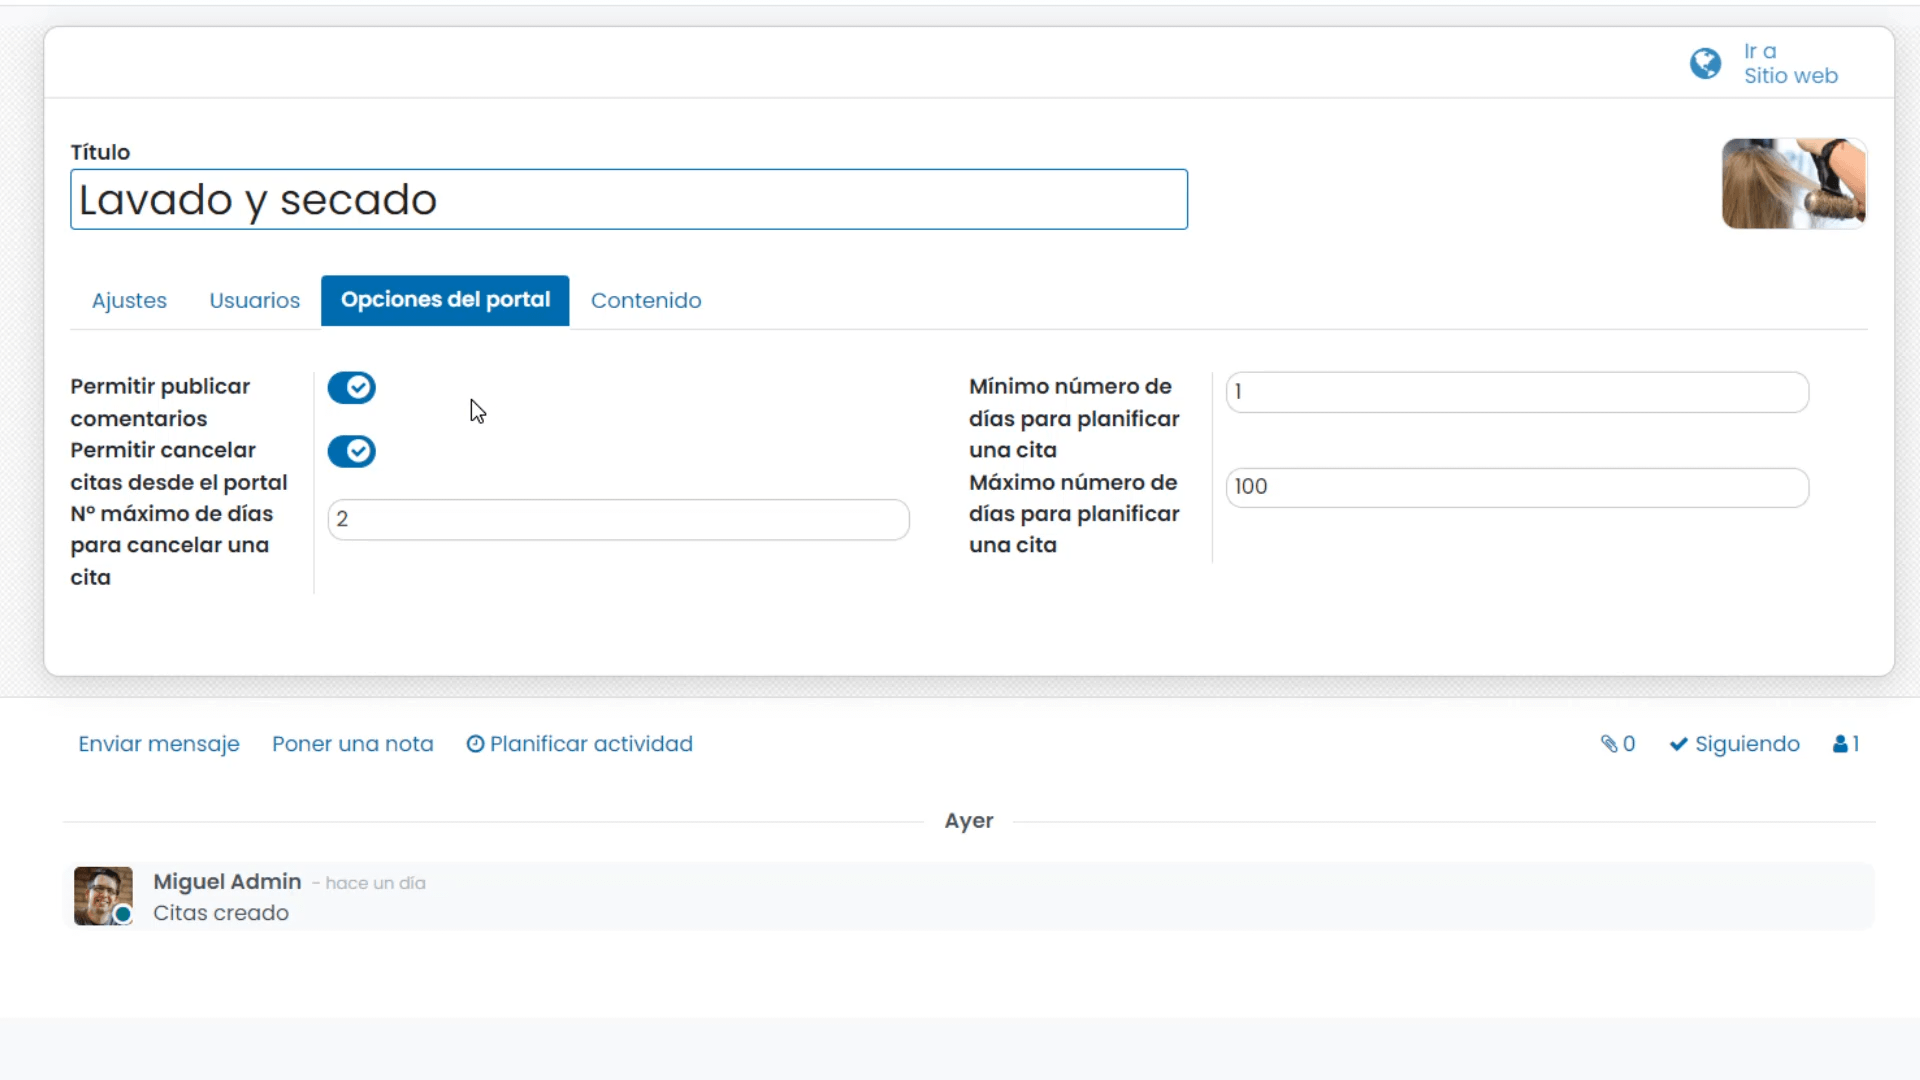 Ir a
Sitio web
Título
Lavado y secado
Ajustes
Usuarios
Opciones del portal
Contenido
Permitir publicar
comentarios
Permitir cancelar
citas desde el portal
Nº máximo de días
para cancelar una
cita
2
Mínimo número de
días para planificar
una cita
1
Máximo número de
días para planificar
una cita
100
Enviar mensaje
Poner una nota
Planificar actividad
0
Siguiendo
1
Ayer
Miguel Admin - hace un día
Citas creado